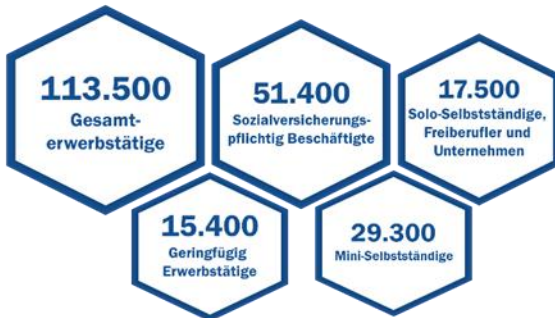 113.500
Gesamt-
erwerbstätige
51.400
Sozialversicherungs-
pflichtig Beschäftigte
17.500
Solo-Selbstständige,
Freiberufler und
Unternehmen
15.400
Geringfügig
Erwerbstätige
29.300
Mini-Selbstständige